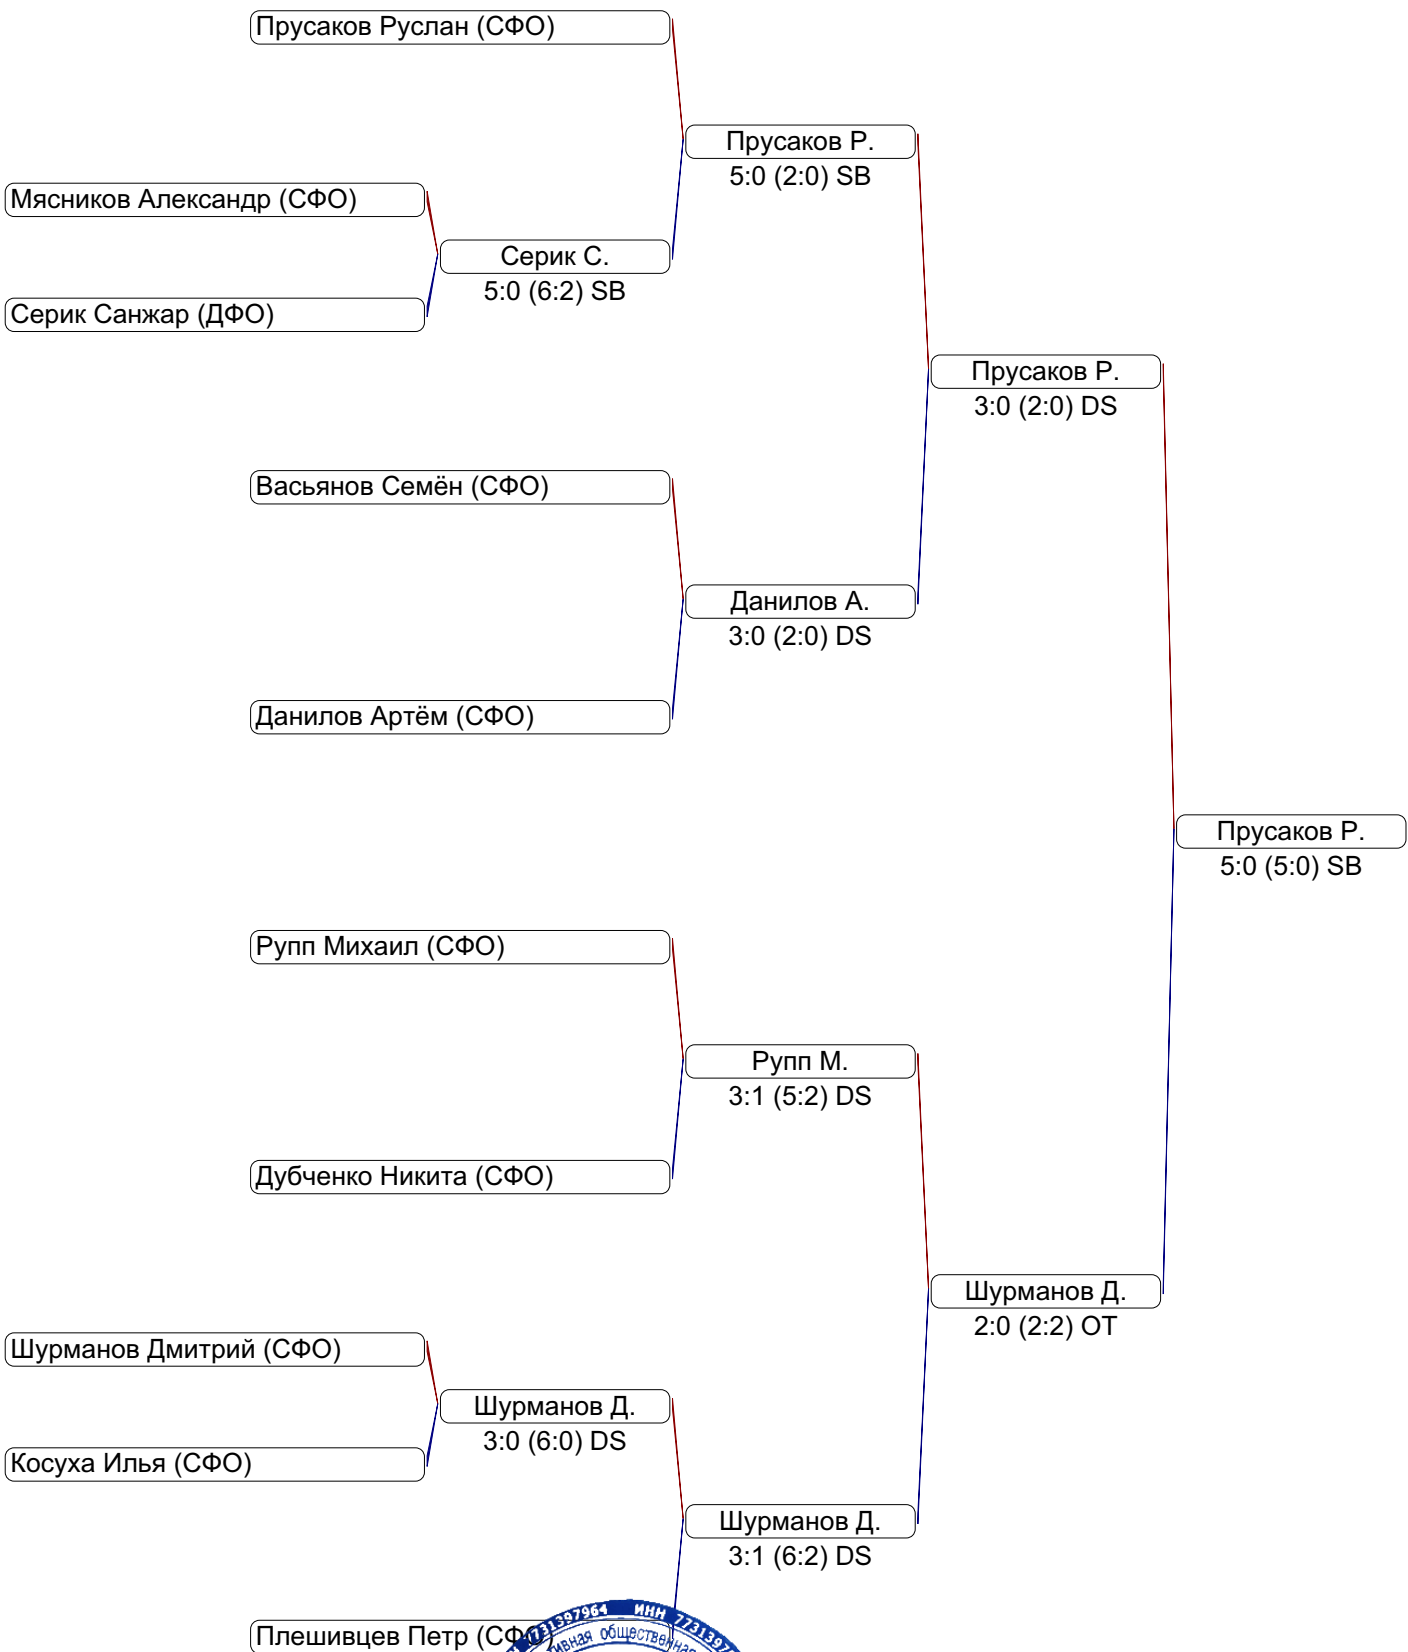 Прусаков Руслан (СФО)
Прусаков Р.
5:0 (2:0) SB
Мясников Александр (СФО)
Серик С.
5:0 (6:2) SB
Серик Санжар (ДФО)
Прусаков Р.
3:0 (2:0) DS
Васьянов Семён (СФО)
Данилов А.
3:0 (2:0) DS
Данилов Артём (СФО)
Прусаков Р.
5:0 (5:0) SB
Рупп Михаил (СФО)
Рупп М.
3:1 (5:2) DS
Дубченко Никита (СФО)
Шурманов Д.
2:0 (2:2) OT
Шурманов Дмитрий (СФО)
Шурманов Д.
3:0 (6:0) DS
Косуха Илья (СФО)
Шурманов Д.
3:1 (6:2) DS
Плешивцев Петр (СФО)
ИНН
общественная